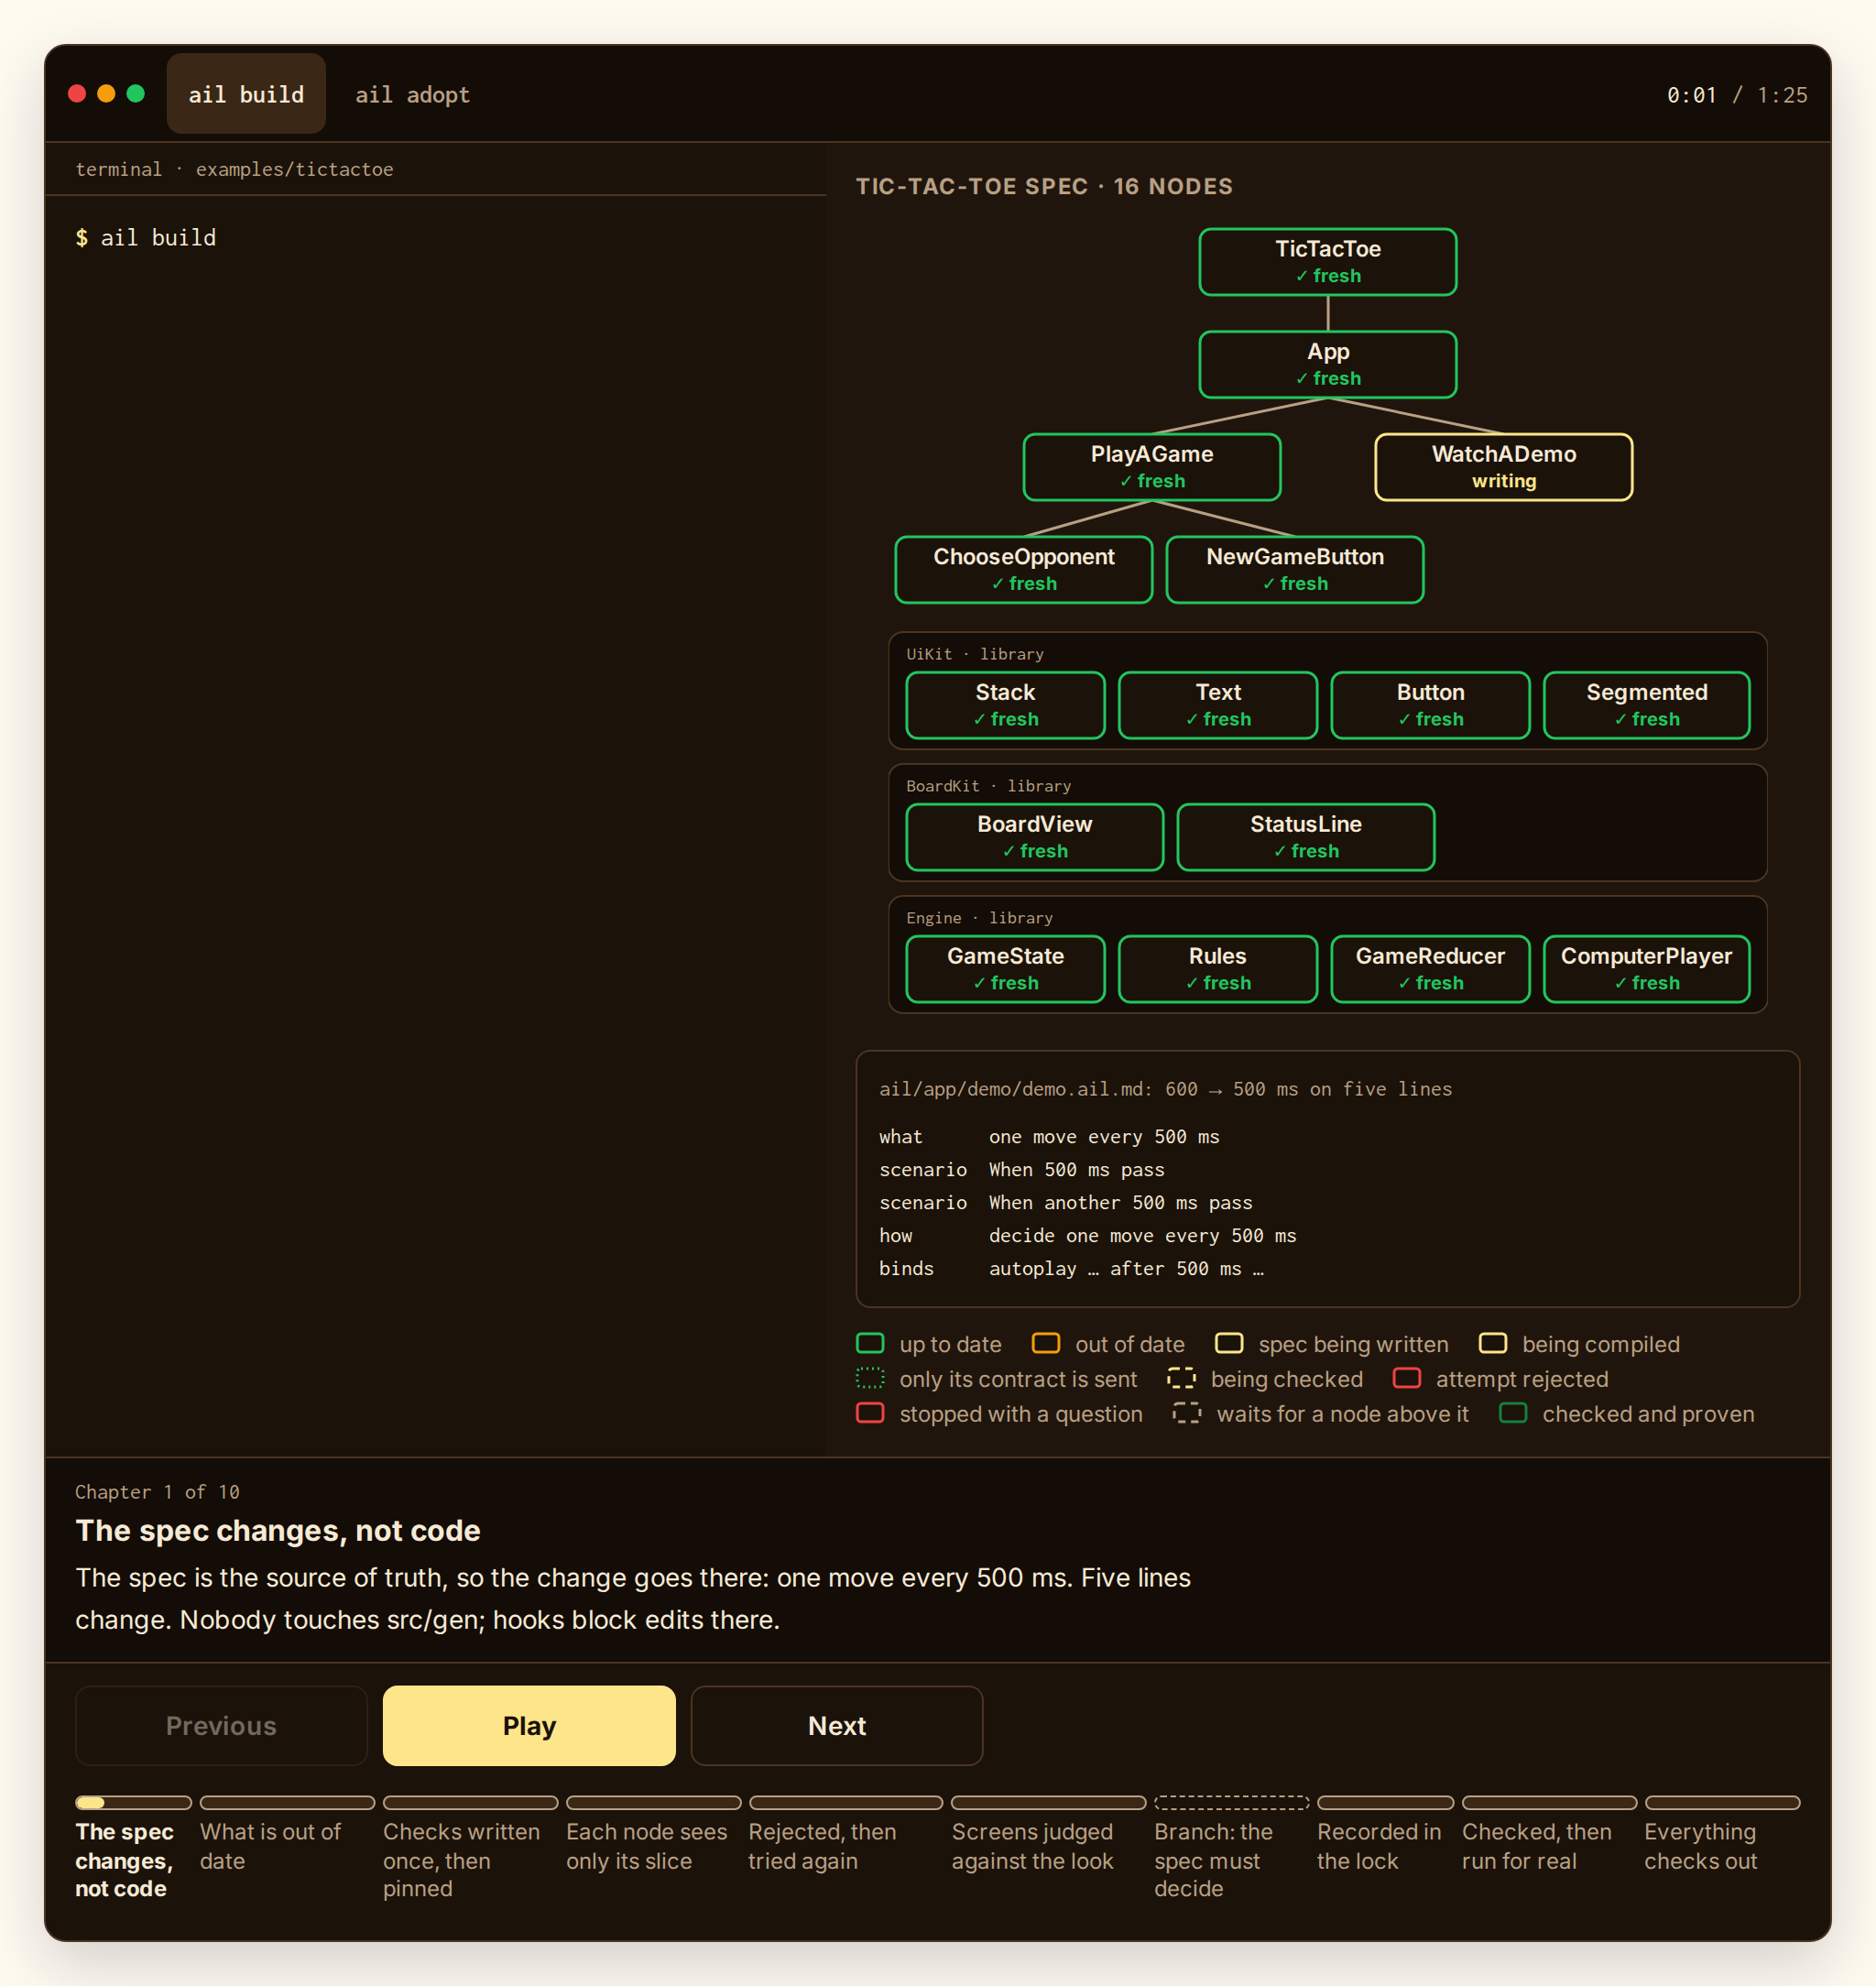 ail build
ail adopt
0:01 / 1:25
terminal · examples/tictactoe
$ ail build
TIC-TAC-TOE SPEC · 16 NODES
TicTacToe
✓ fresh
App
✓ fresh
PlayAGame
✓ fresh
WatchADemo
writing
ChooseOpponent
✓ fresh
NewGameButton
✓ fresh
UiKit · library
Stack
✓ fresh
Text
✓ fresh
Button
✓ fresh
Segmented
✓ fresh
BoardKit · library
BoardView
✓ fresh
StatusLine
✓ fresh
Engine · library
GameState
✓ fresh
Rules
✓ fresh
GameReducer
✓ fresh
ComputerPlayer
✓ fresh
ail/app/demo/demo.ail.md: 600 → 500 ms on five lines
what one move every 500 ms
scenario When 500 ms pass
scenario When another 500 ms pass
how decide one move every 500 ms
binds autoplay … after 500 ms …
up to date out of date spec being written being compiled
only its contract is sent being checked attempt rejected
stopped with a question waits for a node above it checked and proven
Chapter 1 of 10
The spec changes, not code
The spec is the source of truth, so the change goes there: one move every 500 ms. Five lines
change. Nobody touches src/gen; hooks block edits there.
Previous
Play
Next
The spec
changes,
not code
What is out of
date
Checks written
once, then
pinned
Each node sees
only its slice
Rejected, then
tried again
Screens judged
against the look
Branch: the
spec must
decide
Recorded in
the lock
Checked, then
run for real
Everything
checks out